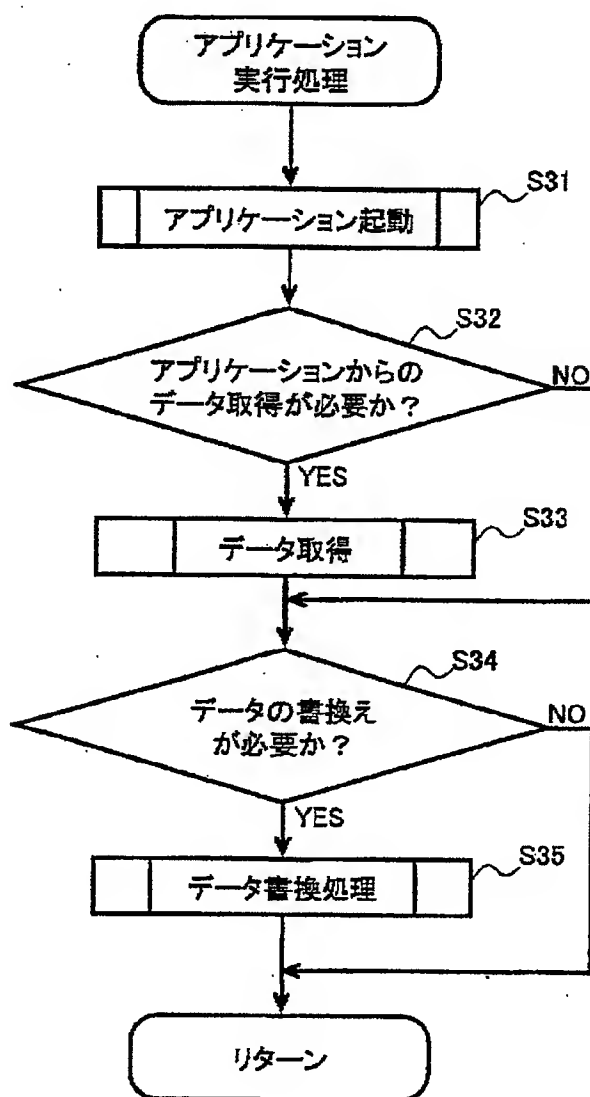 アプリケーション
実行処理
S31
アプリケーション起動
S32
アプリケーションからの
データ取得が必要か？
NO
YES
S33
データ取得
S34
データの書換え
が必要か？
NO
YES
S35
データ書換処理
リターン